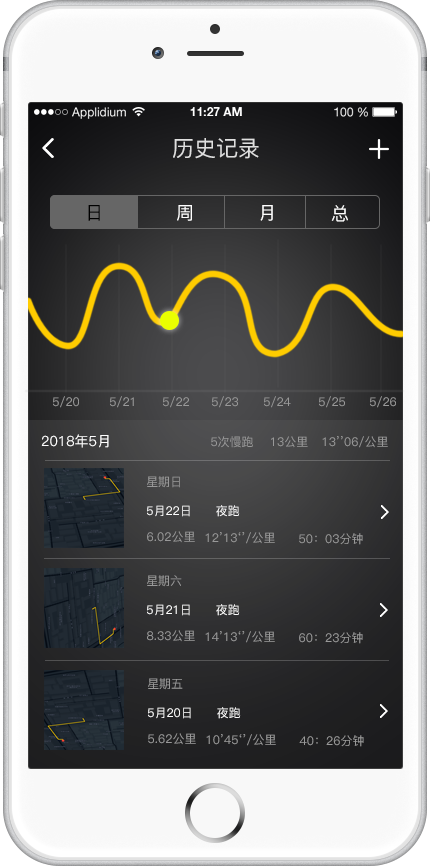 Applidium 11:27 AM 100 %
历史记录
日 周 月 总
5/20 5/21 5/22 5/23 5/24 5/25 5/26
2018年5月 5次慢跑 13公里 13’’06/公里
星期日
5月22日 夜跑
6.02公里 12’13‘’/公里 50：03分钟
星期六
5月21日 夜跑
8.33公里 14’13‘’/公里 60：23分钟
星期五
5月20日 夜跑
5.62公里 10’45‘’/公里 40：26分钟